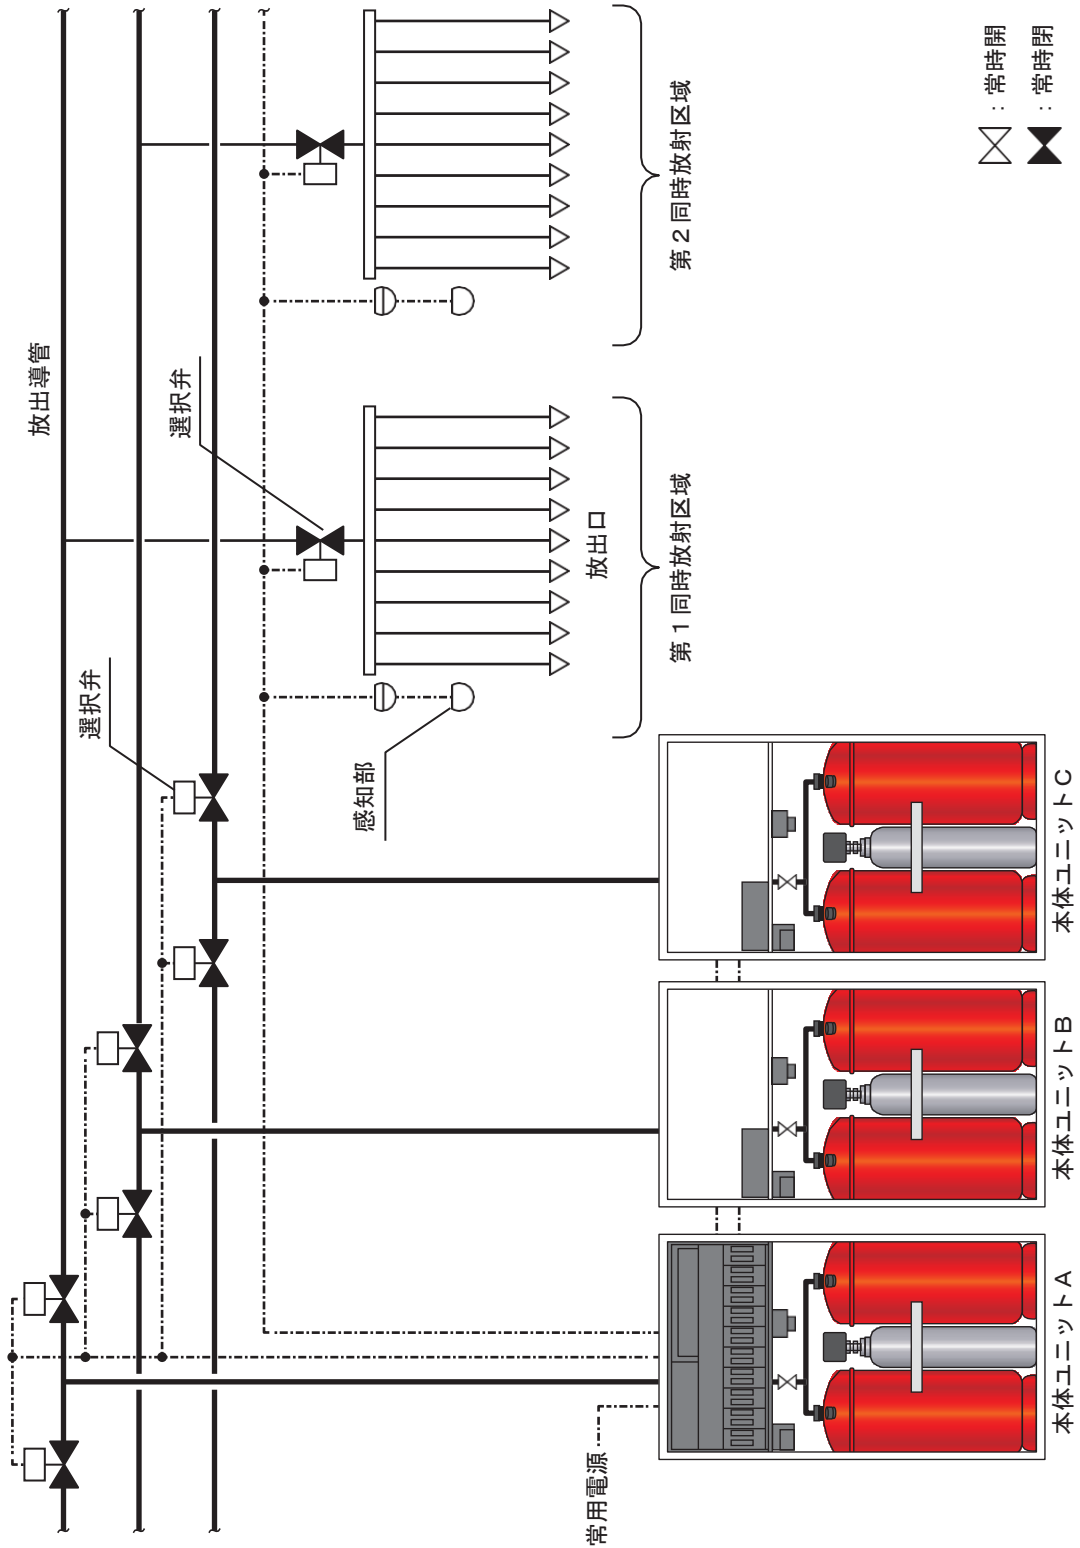 放出導管
選択弁
選択弁
感知部
放出口
第1同時放射区域
第2同時放射区域
常用電源
本体ユニットA
本体ユニットB
本体ユニットC
：常時開
：常時閉